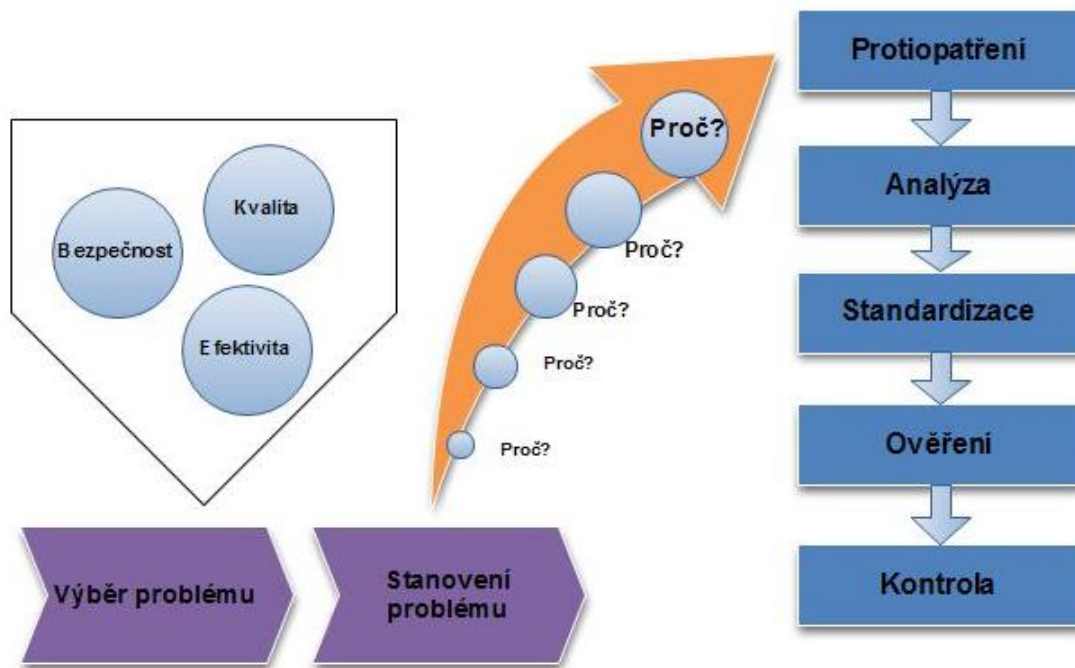 Bezpečnost
Kvalita
Efektivita
Výběr problému
Stanovení
problému
Proč?
Proč?
Proč?
Proč?
Proč?
Protiopatření
Analýza
Standardizace
Ověření
Kontrola